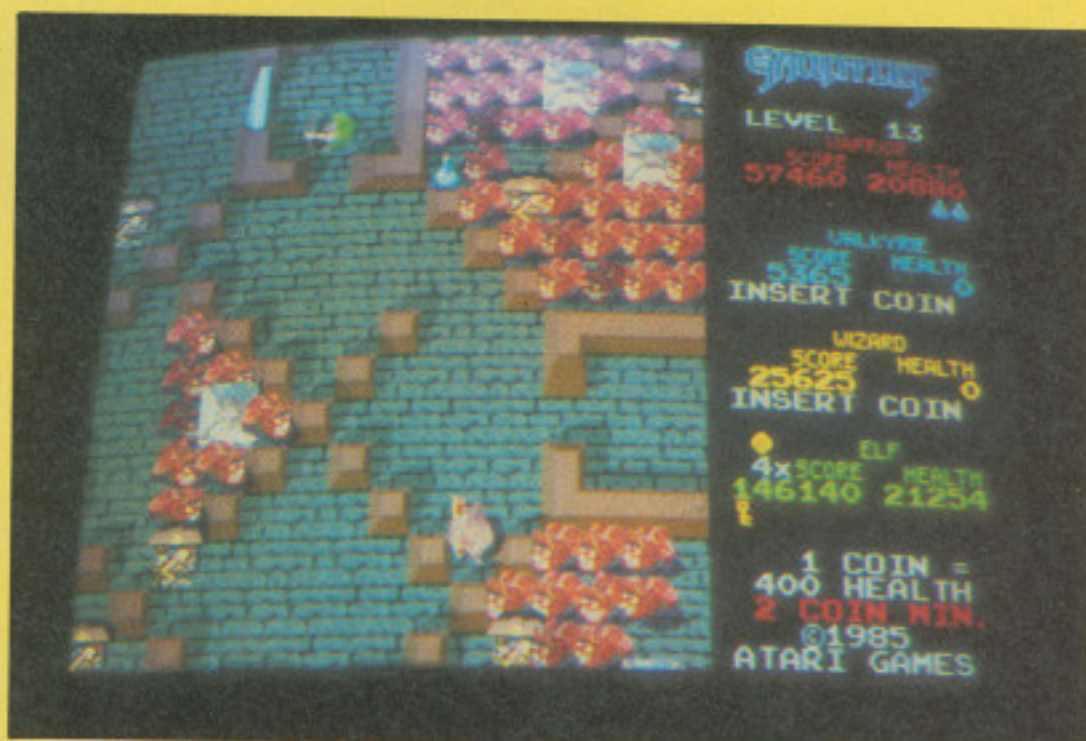 GAUNTLET
LEVEL 13
WARRIOR
SCORE HEALTH
57460 20880
VALKYRIE
SCORE HEALTH
5365 0
INSERT COIN
WIZARD
SCORE HEALTH
25625 0
INSERT COIN
ELF
4x SCORE HEALTH
146140 21254
1 COIN =
400 HEALTH
2 COIN MIN.
©1985
ATARI GAMES